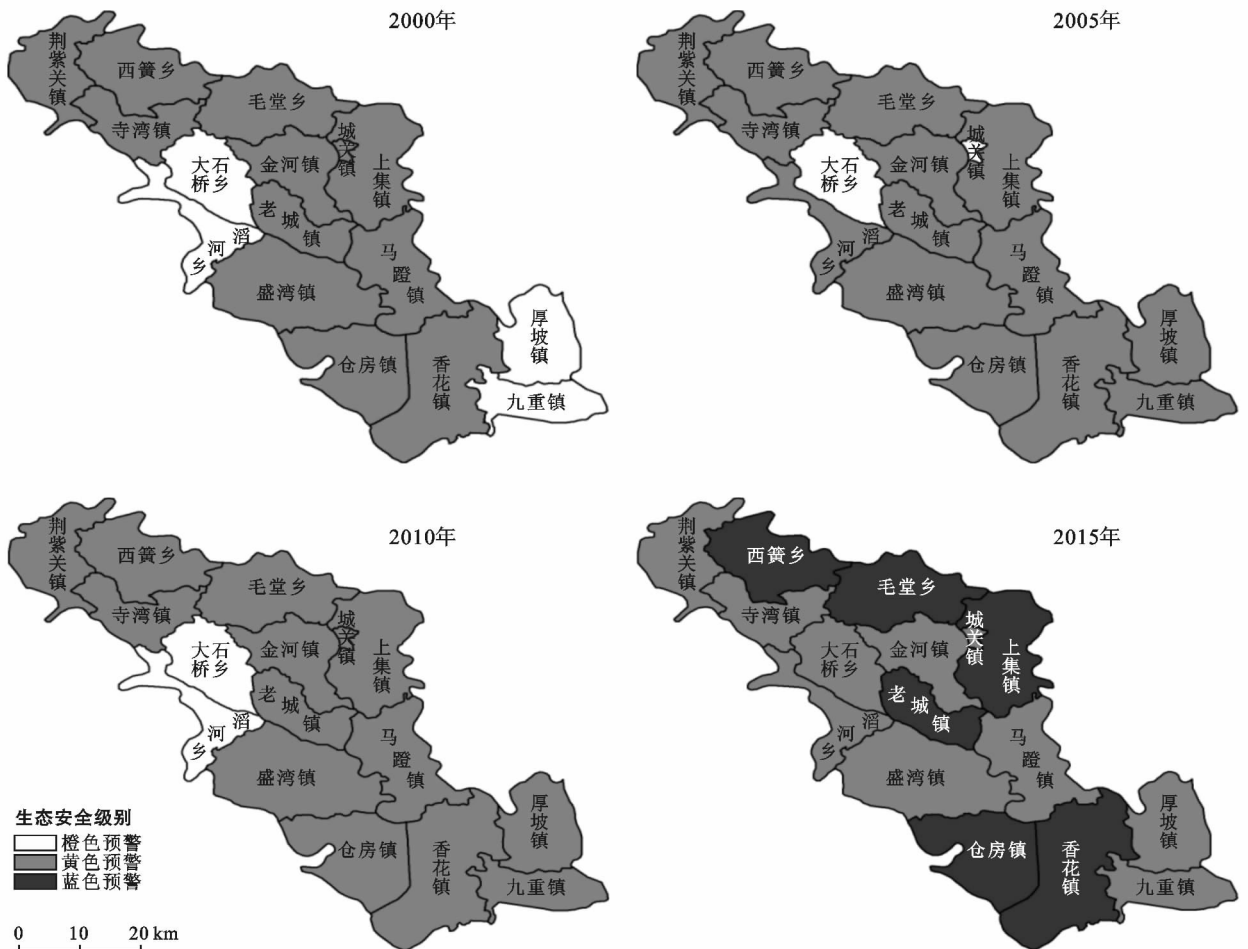 2000年
荆紫关镇
西簧乡
毛堂乡
寺湾镇
城关镇
大石桥乡
金河镇
上集镇
老城镇
滔河乡
马蹬镇
盛湾镇
厚坡镇
仓房镇
香花镇
九重镇
2005年
荆紫关镇
西簧乡
毛堂乡
寺湾镇
城关镇
大石桥乡
金河镇
上集镇
老城镇
滔河乡
马蹬镇
盛湾镇
厚坡镇
仓房镇
香花镇
九重镇
2010年
荆紫关镇
西簧乡
毛堂乡
寺湾镇
城关镇
大石桥乡
金河镇
上集镇
老城镇
滔河乡
马蹬镇
盛湾镇
厚坡镇
仓房镇
香花镇
九重镇
2015年
荆紫关镇
西簧乡
毛堂乡
寺湾镇
城关镇
大石桥乡
金河镇
上集镇
老城镇
滔河乡
马蹬镇
盛湾镇
厚坡镇
仓房镇
香花镇
九重镇
生态安全级别
橙色预警
黄色预警
蓝色预警
0 10 20 km